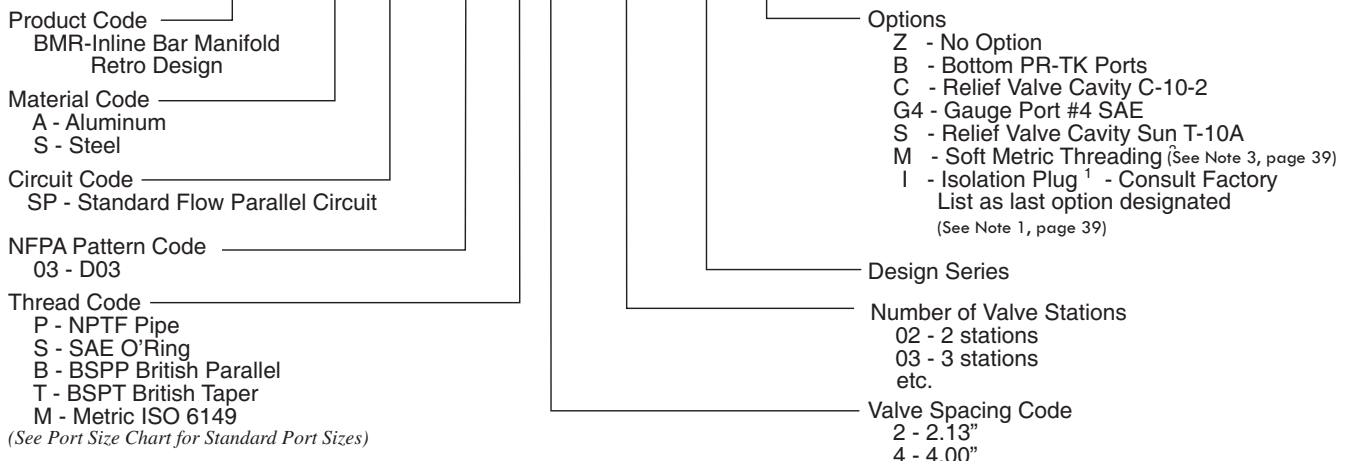 Product Code
BMR-Inline Bar Manifold
Retro Design
Material Code
A - Aluminum
S - Steel
Circuit Code
SP - Standard Flow Parallel Circuit
NFPA Pattern Code
03 - D03
Thread Code
P - NPTF Pipe
S - SAE O'Ring
B - BSPP British Parallel
T - BSPT British Taper
M - Metric ISO 6149
(See Port Size Chart for Standard Port Sizes)
Options
Z - No Option
B - Bottom PR-TK Ports
C - Relief Valve Cavity C-10-2
G4 - Gauge Port #4 SAE
S - Relief Valve Cavity Sun T-10A
M - Soft Metric Threading (See Note 3, page 39)
I - Isolation Plug 1 - Consult Factory
List as last option designated
(See Note 1, page 39)
Design Series
Number of Valve Stations
02 - 2 stations
03 - 3 stations
etc.
Valve Spacing Code
2 - 2.13"
4 - 4.00"